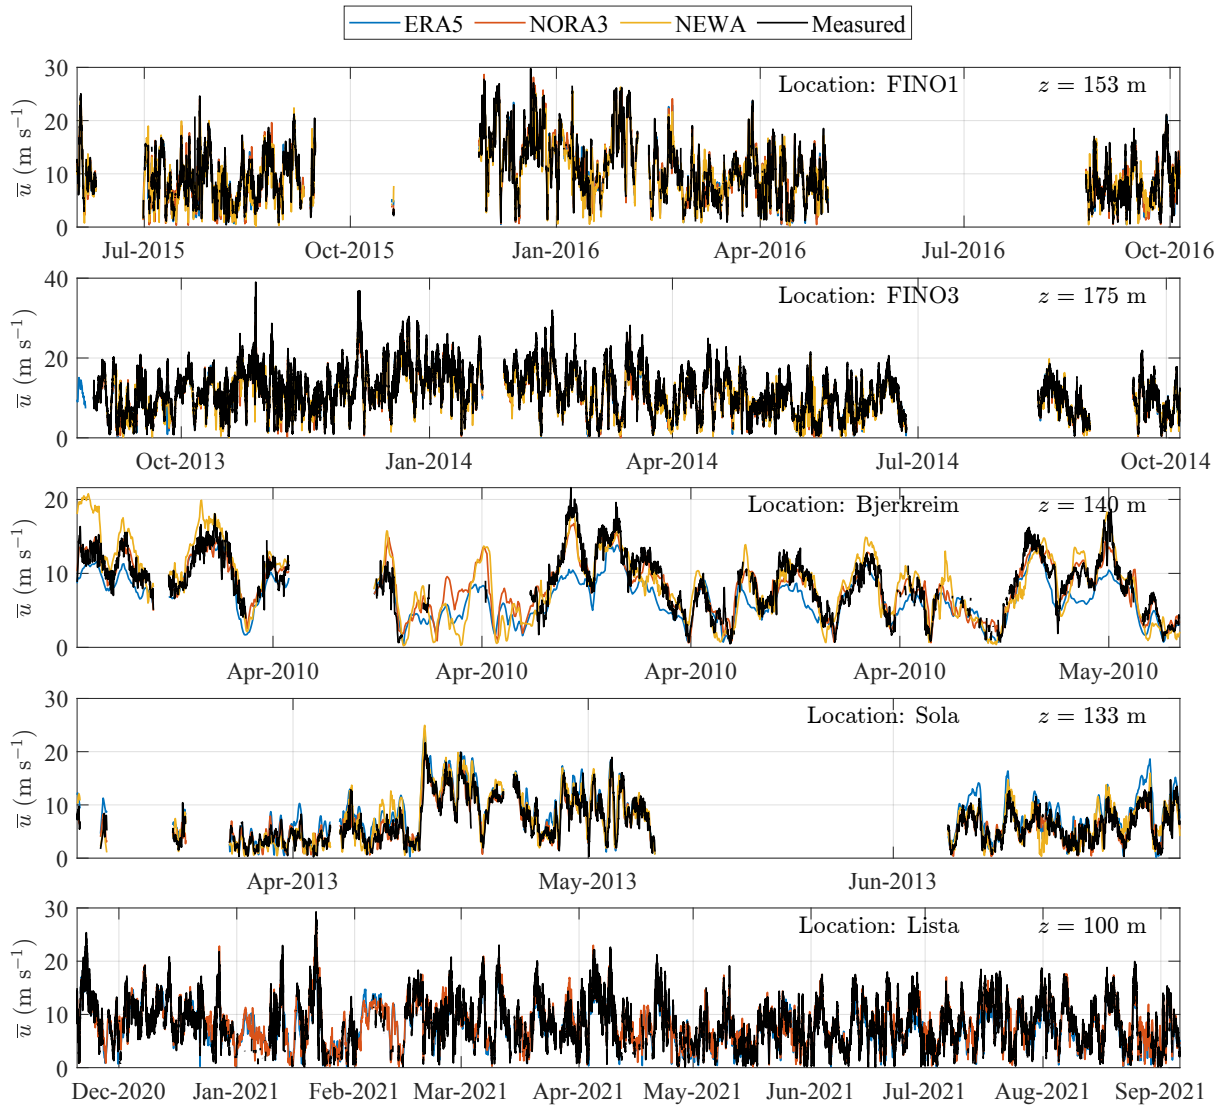 ERA5 NORA3 NEWA Measured
30
20
10
0
u̅ (m s⁻¹)
Location: FINO1 z = 153 m
Jul-2015 Oct-2015 Jan-2016 Apr-2016 Jul-2016 Oct-2016
40
20
0
u̅ (m s⁻¹)
Location: FINO3 z = 175 m
Oct-2013 Jan-2014 Apr-2014 Jul-2014 Oct-2014
20
10
0
u̅ (m s⁻¹)
Location: Bjerkreim z = 140 m
Apr-2010 Apr-2010 Apr-2010 Apr-2010 May-2010
30
20
10
0
u̅ (m s⁻¹)
Location: Sola z = 133 m
Apr-2013 May-2013 Jun-2013
30
20
10
0
u̅ (m s⁻¹)
Location: Lista z = 100 m
Dec-2020 Jan-2021 Feb-2021 Mar-2021 Apr-2021 May-2021 Jun-2021 Jul-2021 Aug-2021 Sep-2021